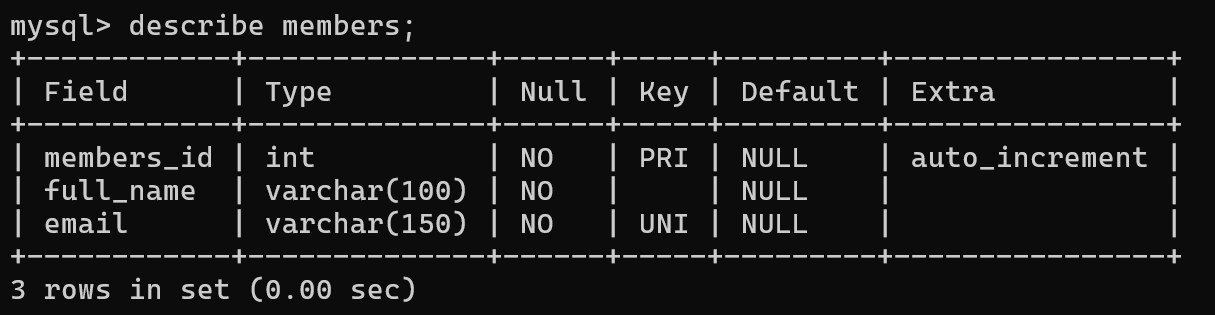 mysql> describe members;
+------------+--------------+------+-----+---------+----------------+
| Field      | Type         | Null | Key | Default | Extra          |
+------------+--------------+------+-----+---------+----------------+
| members_id | int          | NO   | PRI | NULL    | auto_increment |
| full_name  | varchar(100) | NO   |     | NULL    |                |
| email      | varchar(150) | NO   | UNI | NULL    |                |
+------------+--------------+------+-----+---------+----------------+
3 rows in set (0.00 sec)